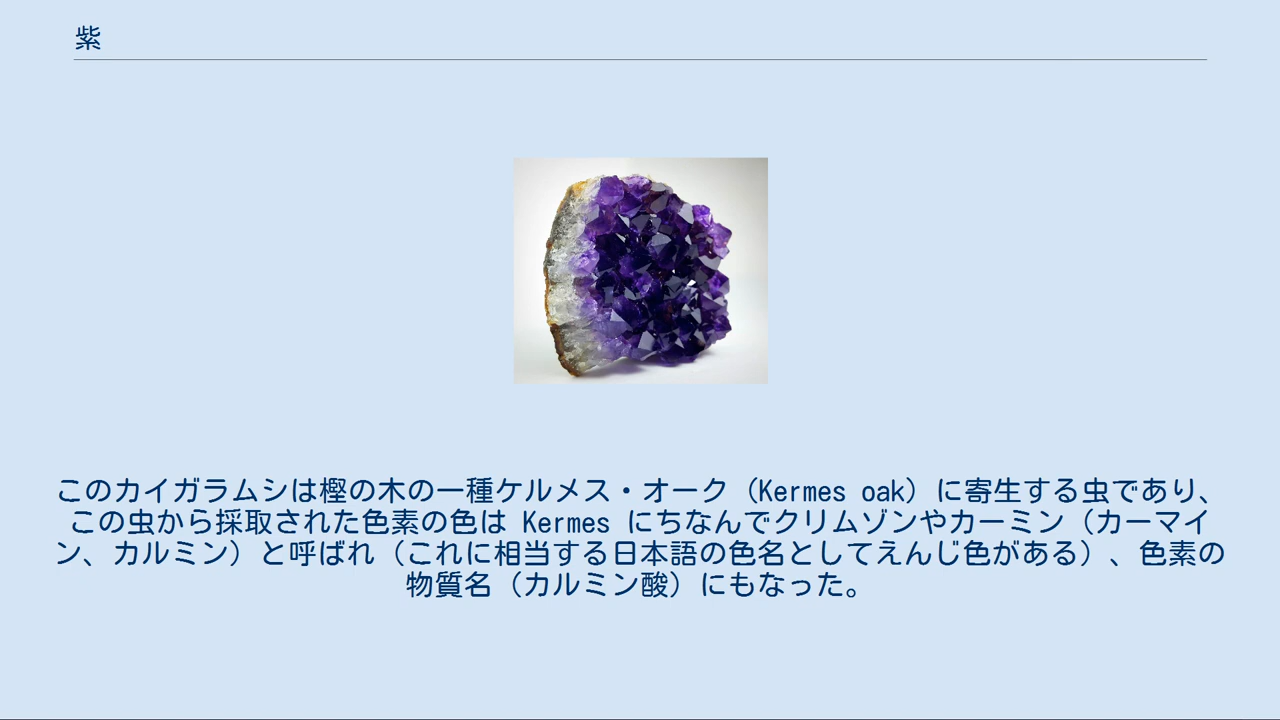 紫
このカイガラムシは樫の木の一種ケルメス・オーク（Kermes oak）に寄生する虫であり、
この虫から採取された色素の色は Kermes にちなんでクリムゾンやカーミン（カーマイ
ン、カルミン）と呼ばれ（これに相当する日本語の色名としてえんじ色がある）、色素の
物質名（カルミン酸）にもなった。